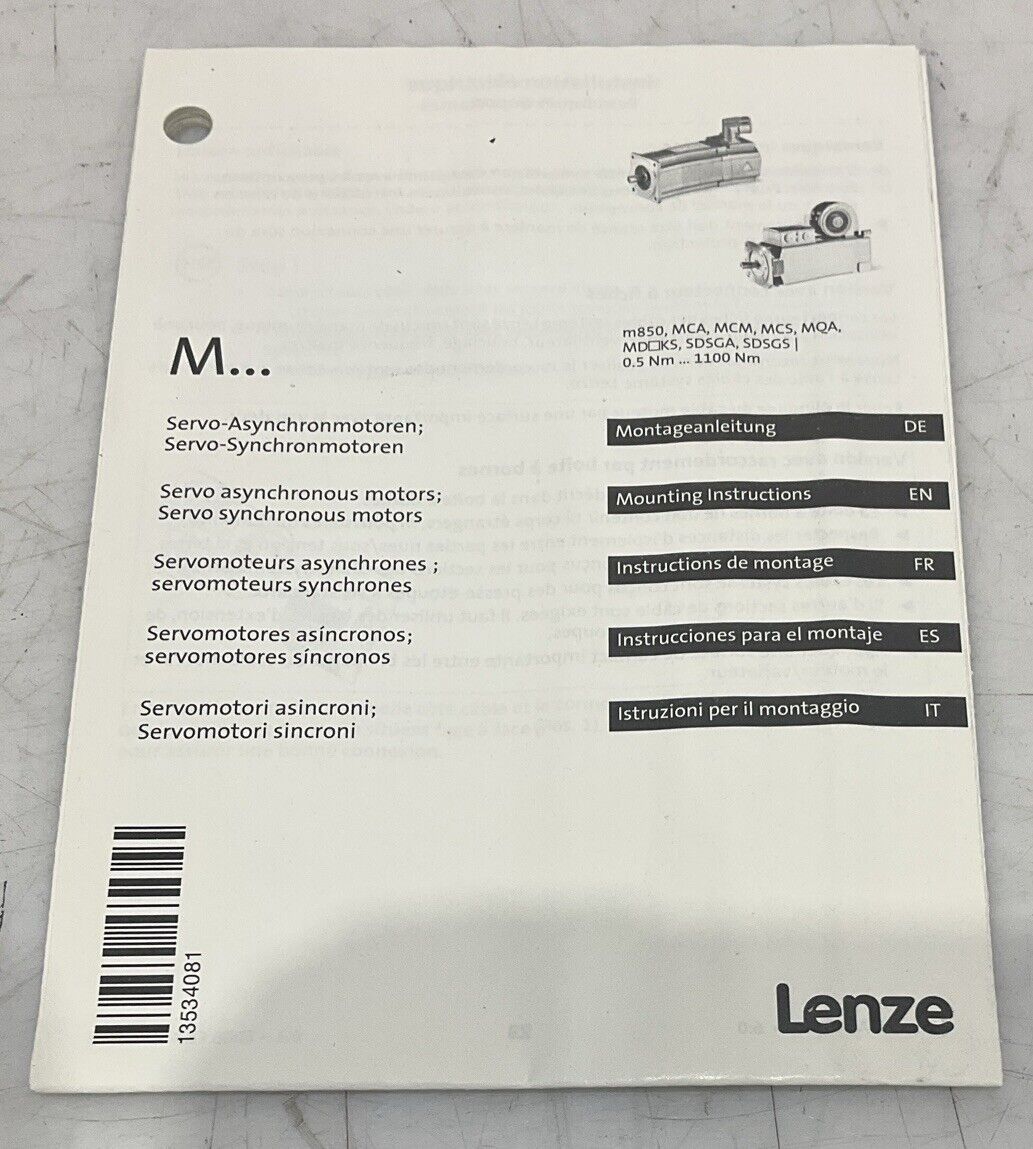 m850, MCA, MCM, MCS, MQA,
MD□KS, SDSGA, SDSGS |
0.5 Nm ... 1100 Nm
M...
Servo-Asynchronmotoren;
Servo-Synchronmotoren
Montageanleitung DE
Servo asynchronous motors;
Servo synchronous motors
Mounting Instructions EN
Servomoteurs asynchrones ;
servomoteurs synchrones
Instructions de montage FR
Servomotores asíncronos;
servomotores síncronos
Instrucciones para el montaje ES
Servomotori asincroni;
Servomotori sincroni
Istruzioni per il montaggio IT
13534081
Lenze